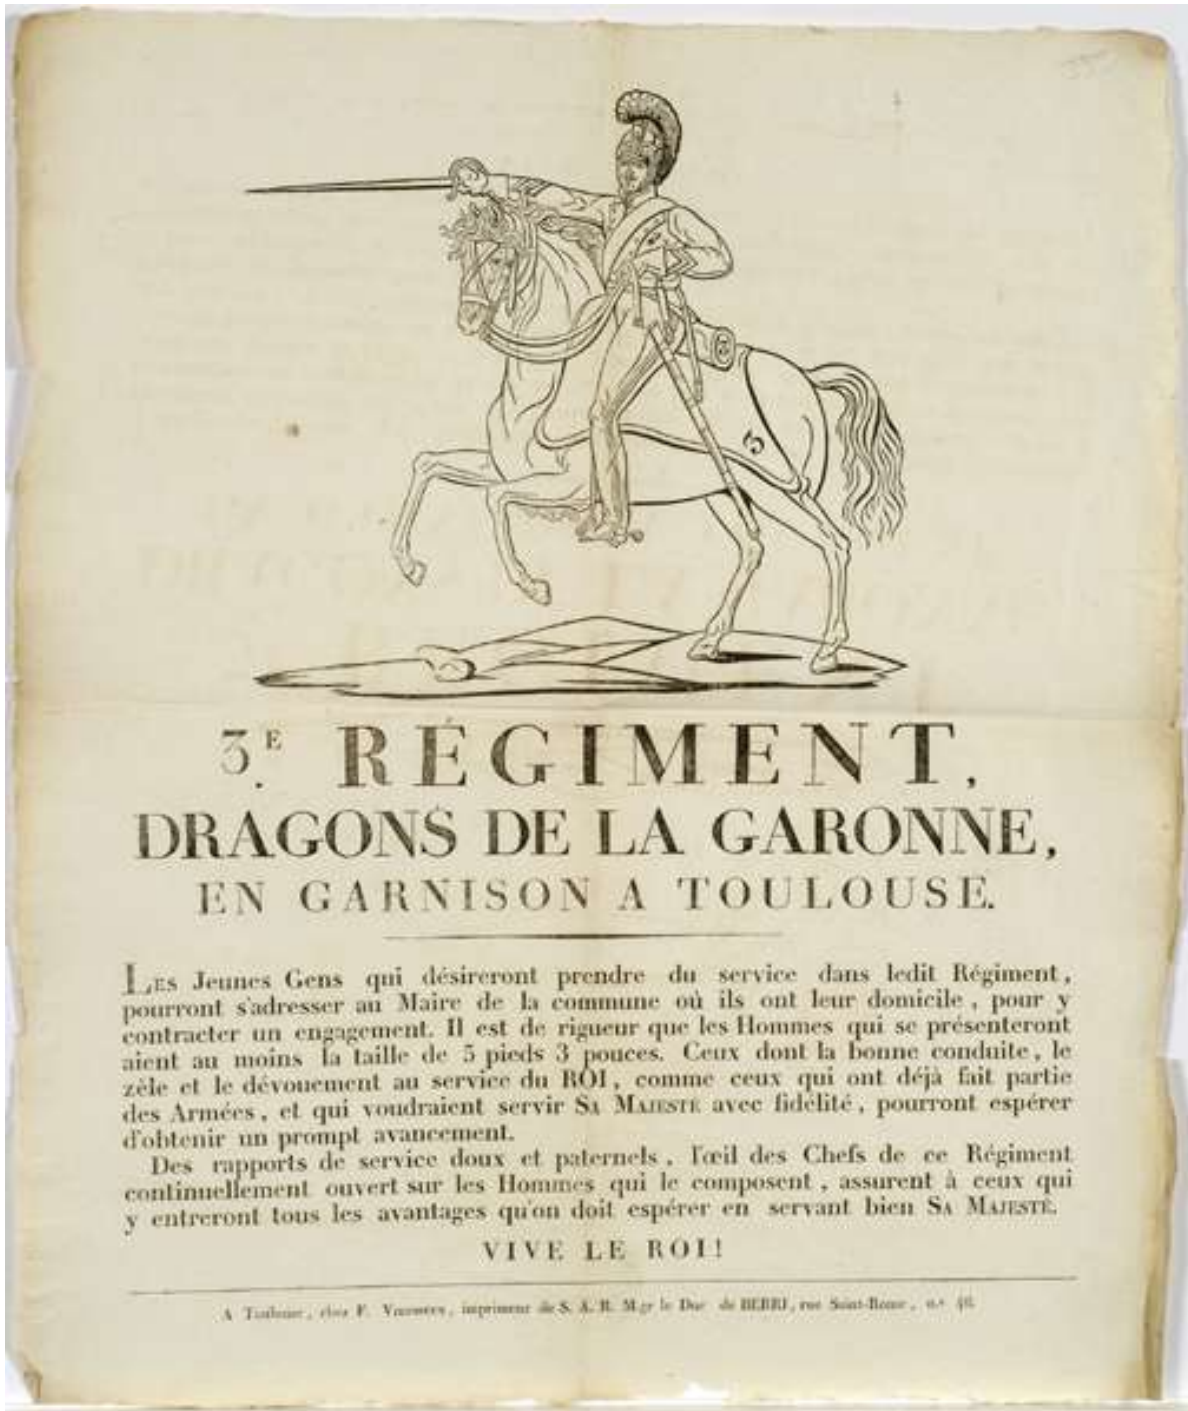 3
3.E RÉGIMENT,
DRAGONS DE LA GARONNE,
EN GARNISON A TOULOUSE.
LES Jeunes Gens qui désireront prendre du service dans ledit Régiment,
pourront s'adresser au Maire de la commune où ils ont leur domicile, pour y
contracter un engagement. Il est de rigueur que les Hommes qui se présenteront
aient au moins la taille de 5 pieds 3 pouces. Ceux dont la bonne conduite, le
zèle et le dévouement au service du ROI, comme ceux qui ont déjà fait partie
des Armées, et qui voudraient servir SA MAJESTÉ avec fidélité, pourront espérer
d'obtenir un prompt avancement.
Des rapports de service doux et paternels, l'œil des Chefs de ce Régiment
continuellement ouvert sur les Hommes qui le composent, assurent à ceux qui
y entreront tous les avantages qu'on doit espérer en servant bien SA MAJESTÉ.
VIVE LE ROI!
A Toulouse, chez F. imprimeur de S. A. R. Mgr le Duc de BERRI, rue Saint-Rome, n.º